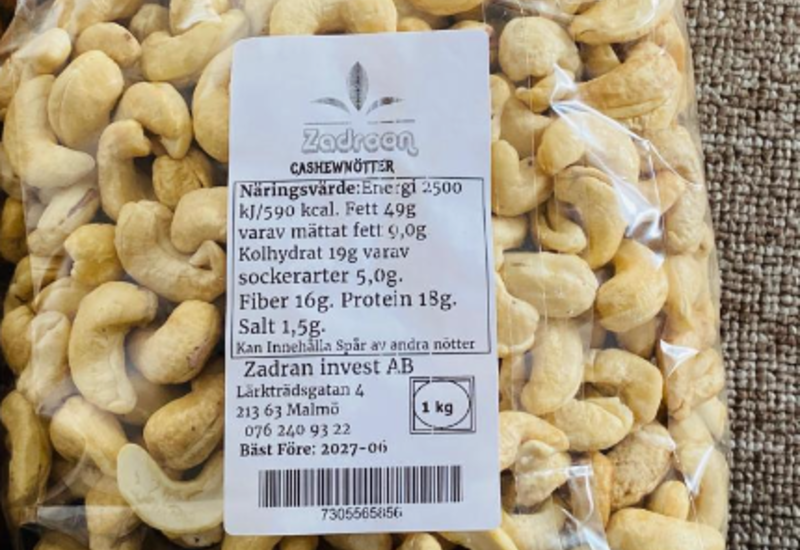 Zadroan
CASHEWNÖTTER
Näringsvärde:Energi 2500
kJ/590 kcal. Fett 49g
varav mättat fett 9,0g
Kolhydrat 19g varav
sockerarter 5,0g.
Fiber 16g. Protein 18g.
Salt 1,5g.
Kan Innehålla Spår av andra nötter
Zadran invest AB
Lärkträdsgatan 4
213 63 Malmö
1 kg
076 240 93 22
Bäst Före: 2027-06
7305565856